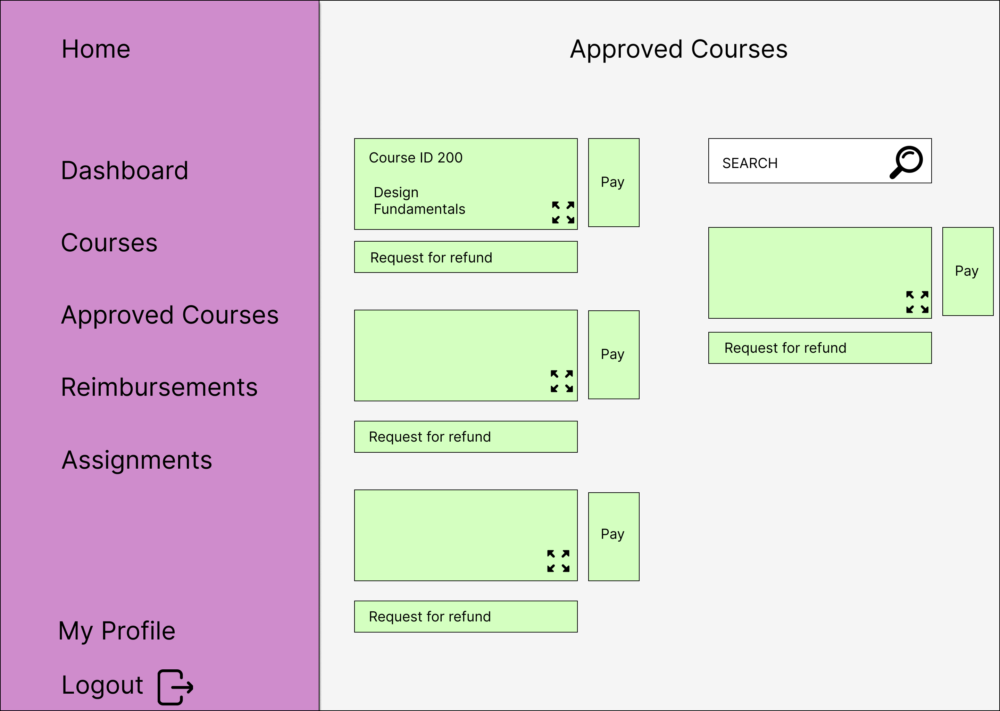 Home
Dashboard
Courses
Approved Courses
Reimbursements
Assignments
My Profile
Logout
Approved Courses
Course ID 200
Design
Fundamentals
Pay
Request for refund
Pay
Request for refund
Pay
Request for refund
SEARCH
Pay
Request for refund